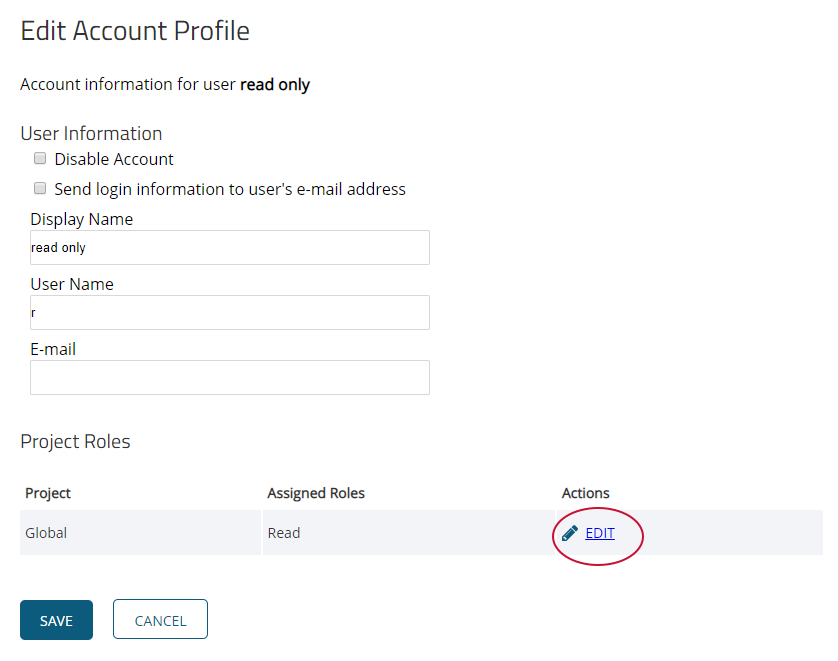 Edit Account Profile
Account information for user read only
User Information
Disable Account
Send login information to user's e-mail address
Display Name
read only
User Name
r
E-mail
Project Roles
Project Assigned Roles Actions
Global Read EDIT
SAVE CANCEL